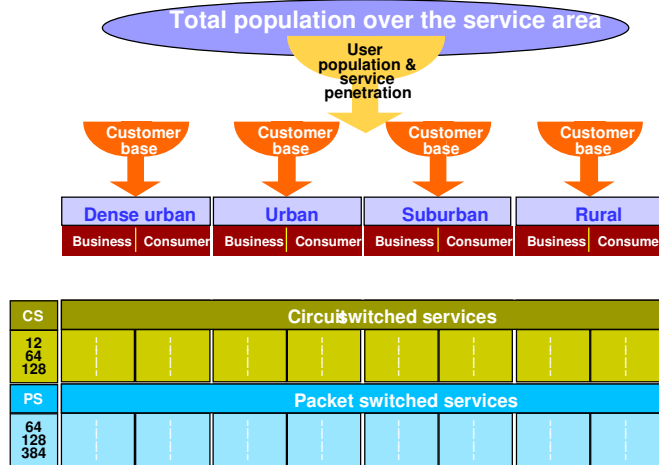 Total population over the service area
User
population &
service
penetration
Customer
base
Customer
base
Customer
base
Customer
base
Dense urban
Urban
Suburban
Rural
Business Consumer
Business Consumer
Business Consumer
Business Consume
CS
Circuitswitched services
12
64
128
PS
Packet switched services
64
128
384